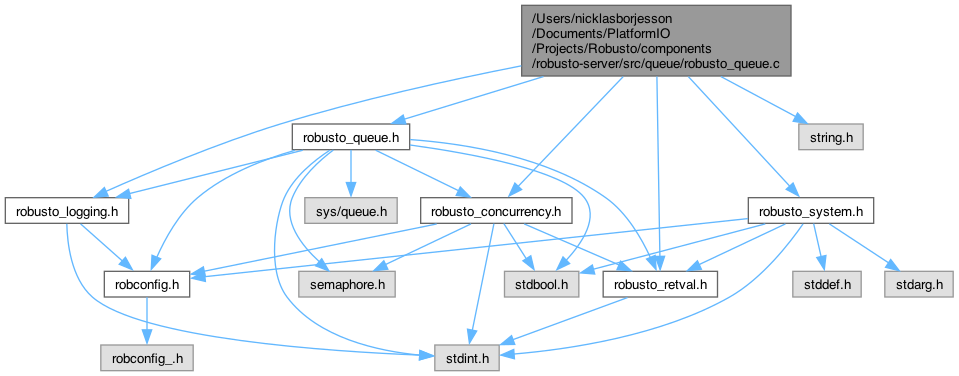 /Users/nicklasborjesson
/Documents/PlatformIO
/Projects/Robusto/components
/robusto-server/src/queue/robusto_queue.c
robusto_queue.h
string.h
robusto_logging.h
sys/queue.h
robusto_concurrency.h
robusto_system.h
robconfig.h
semaphore.h
stdbool.h
robusto_retval.h
stddef.h
stdarg.h
robconfig_.h
stdint.h